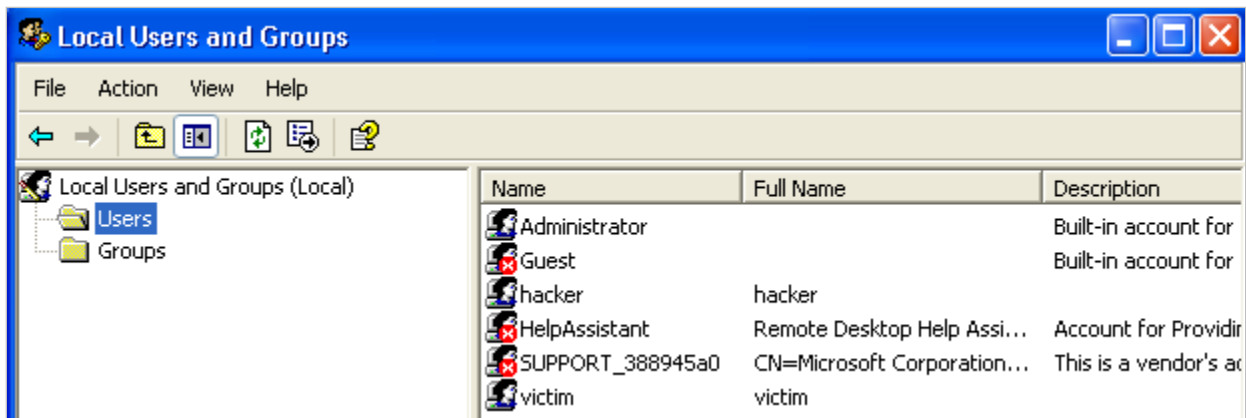 Local Users and Groups
File Action View Help
Local Users and Groups (Local)
Users
Groups
Name Full Name Description
Administrator Built-in account for
Guest Built-in account for
hacker hacker
HelpAssistant Remote Desktop Help Assi... Account for Providin
SUPPORT_388945a0 CN=Microsoft Corporation... This is a vendor's ac
victim victim